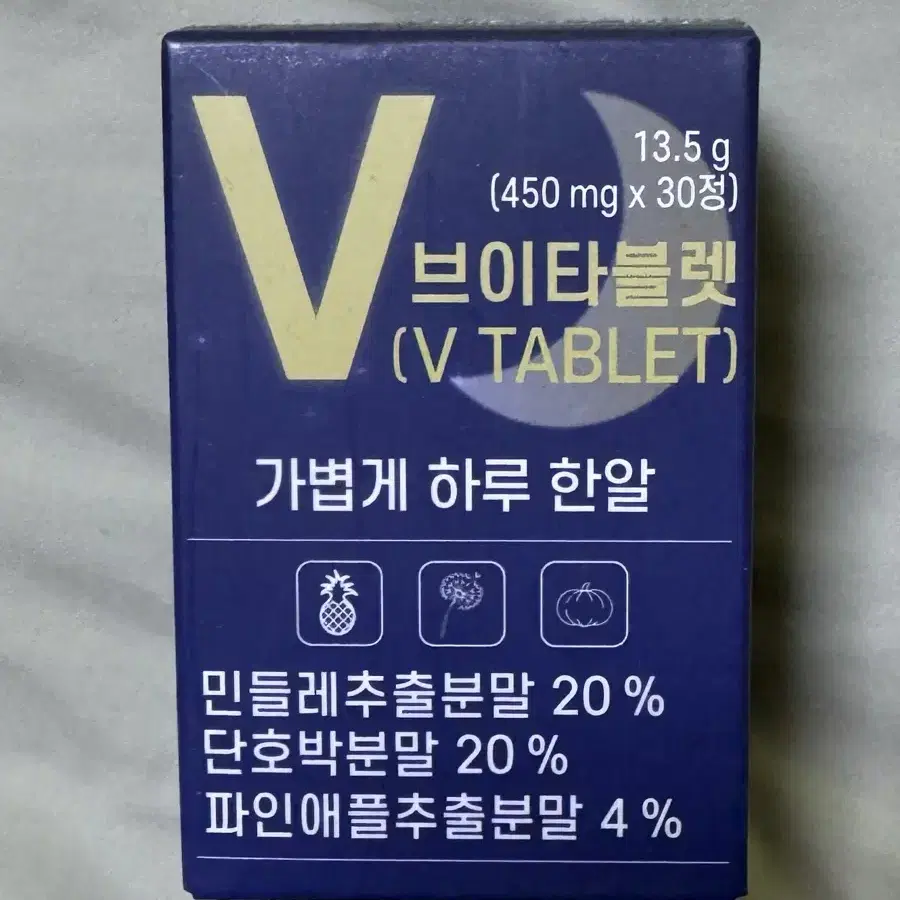 V
13.5 g
(450 mg x 30정)
브이타블렛
(V TABLET)
가볍게 하루 한알
민들레추출분말 20 %
단호박분말 20 %
파인애플추출분말 4 %